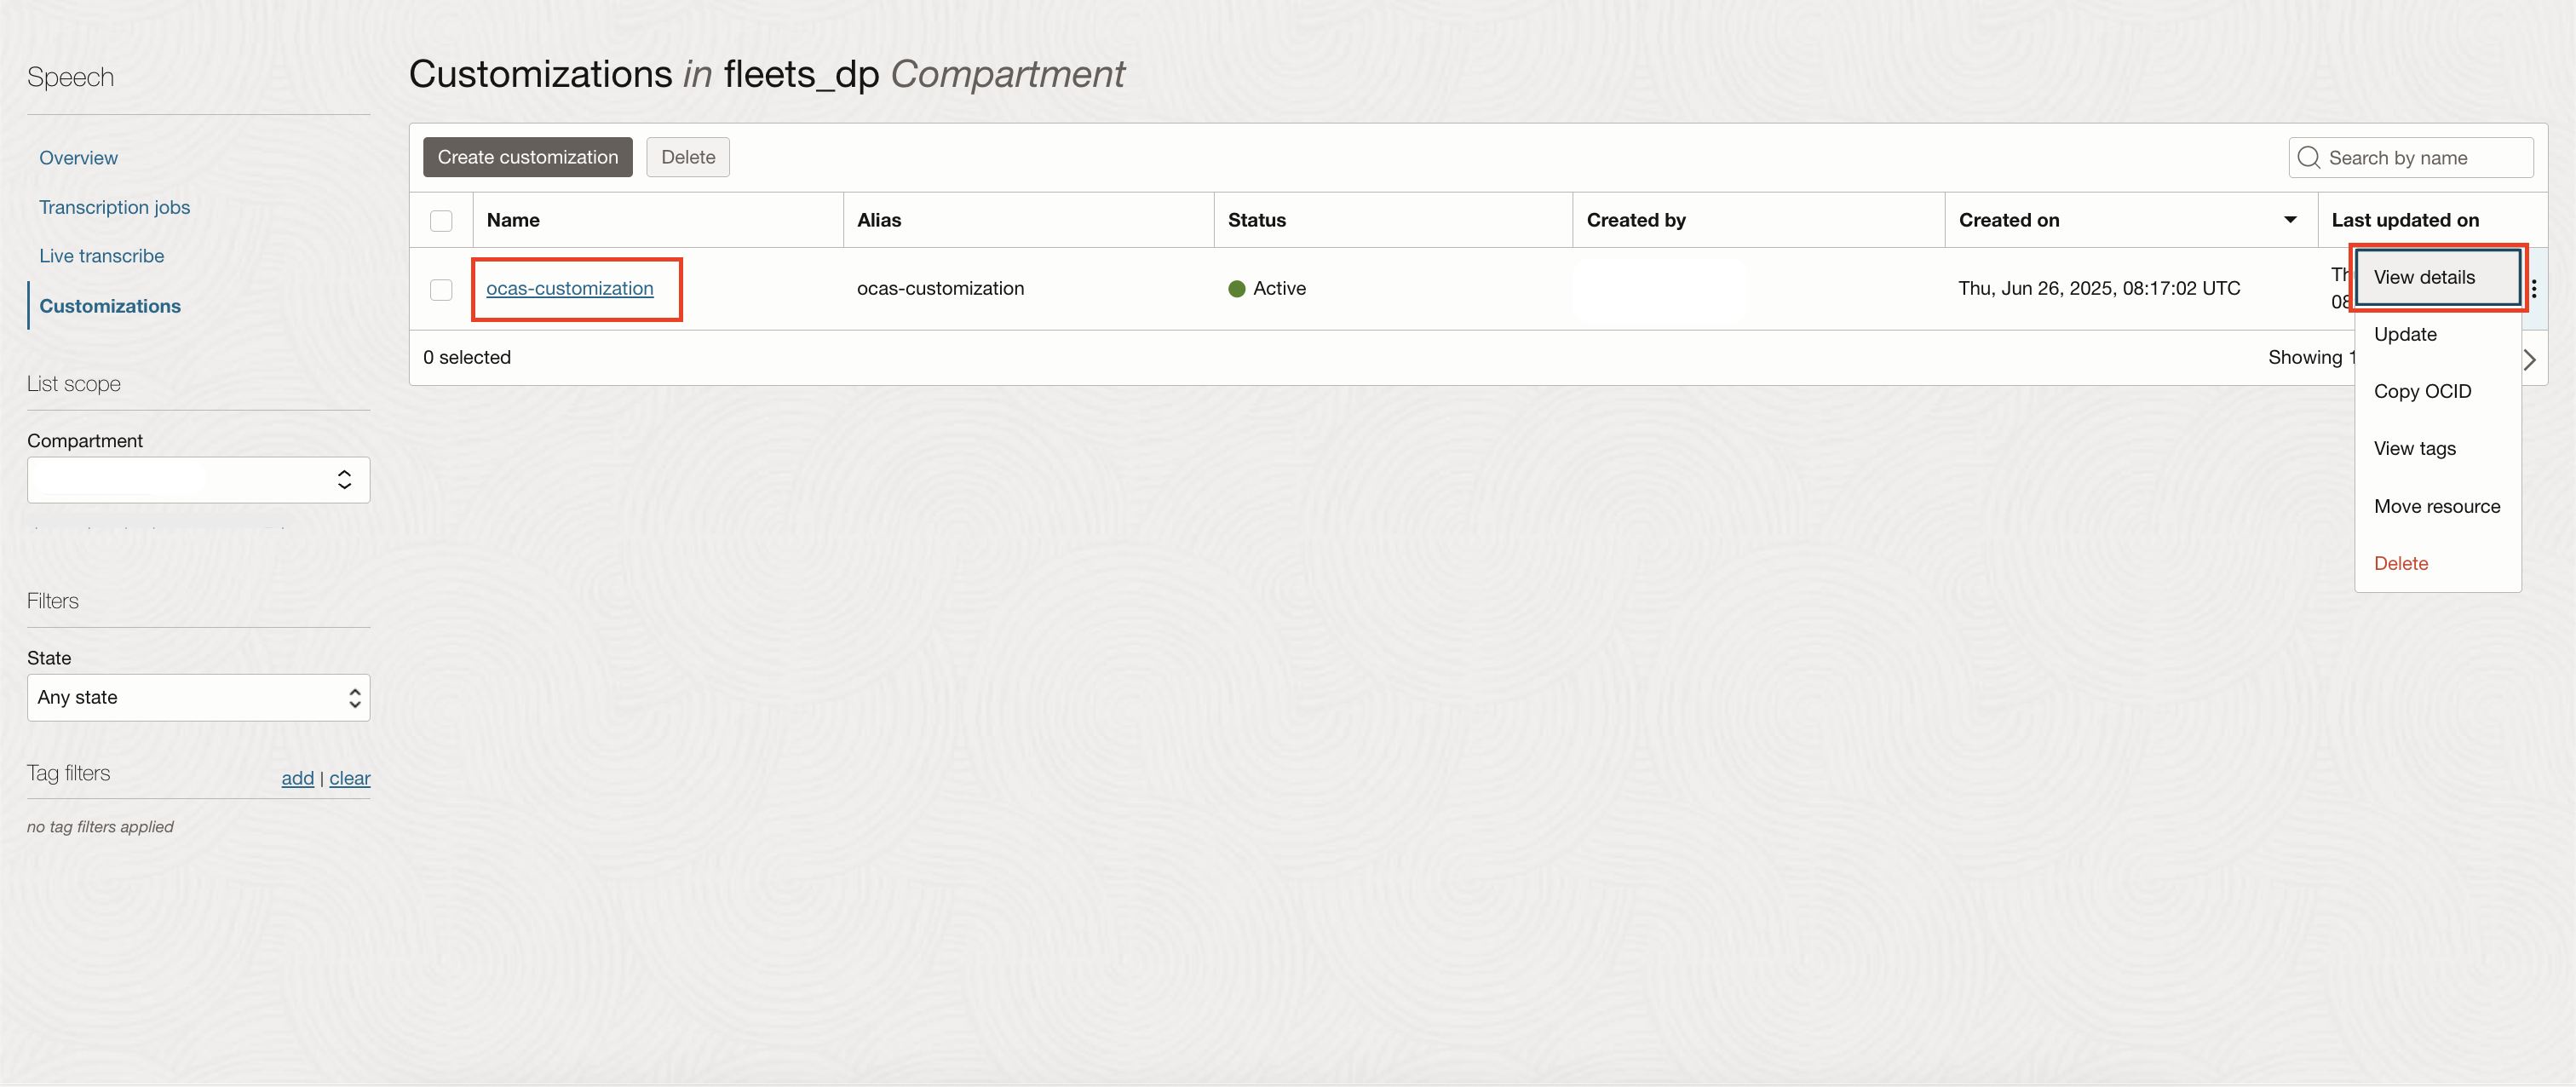 Speech
Overview
Transcription jobs
Live transcribe
Customizations
List scope
Compartment
Filters
State
Any state
Tag filters
add | clear
no tag filters applied
Customizations in fleets_dp Compartment
Create customization
Delete
Search by name
Name
Alias
Status
Created by
Created on
Last updated on
ocas-customization
ocas-customization
Active
Thu, Jun 26, 2025, 08:17:02 UTC
0 selected
Showing
View details
Update
Copy OCID
View tags
Move resource
Delete